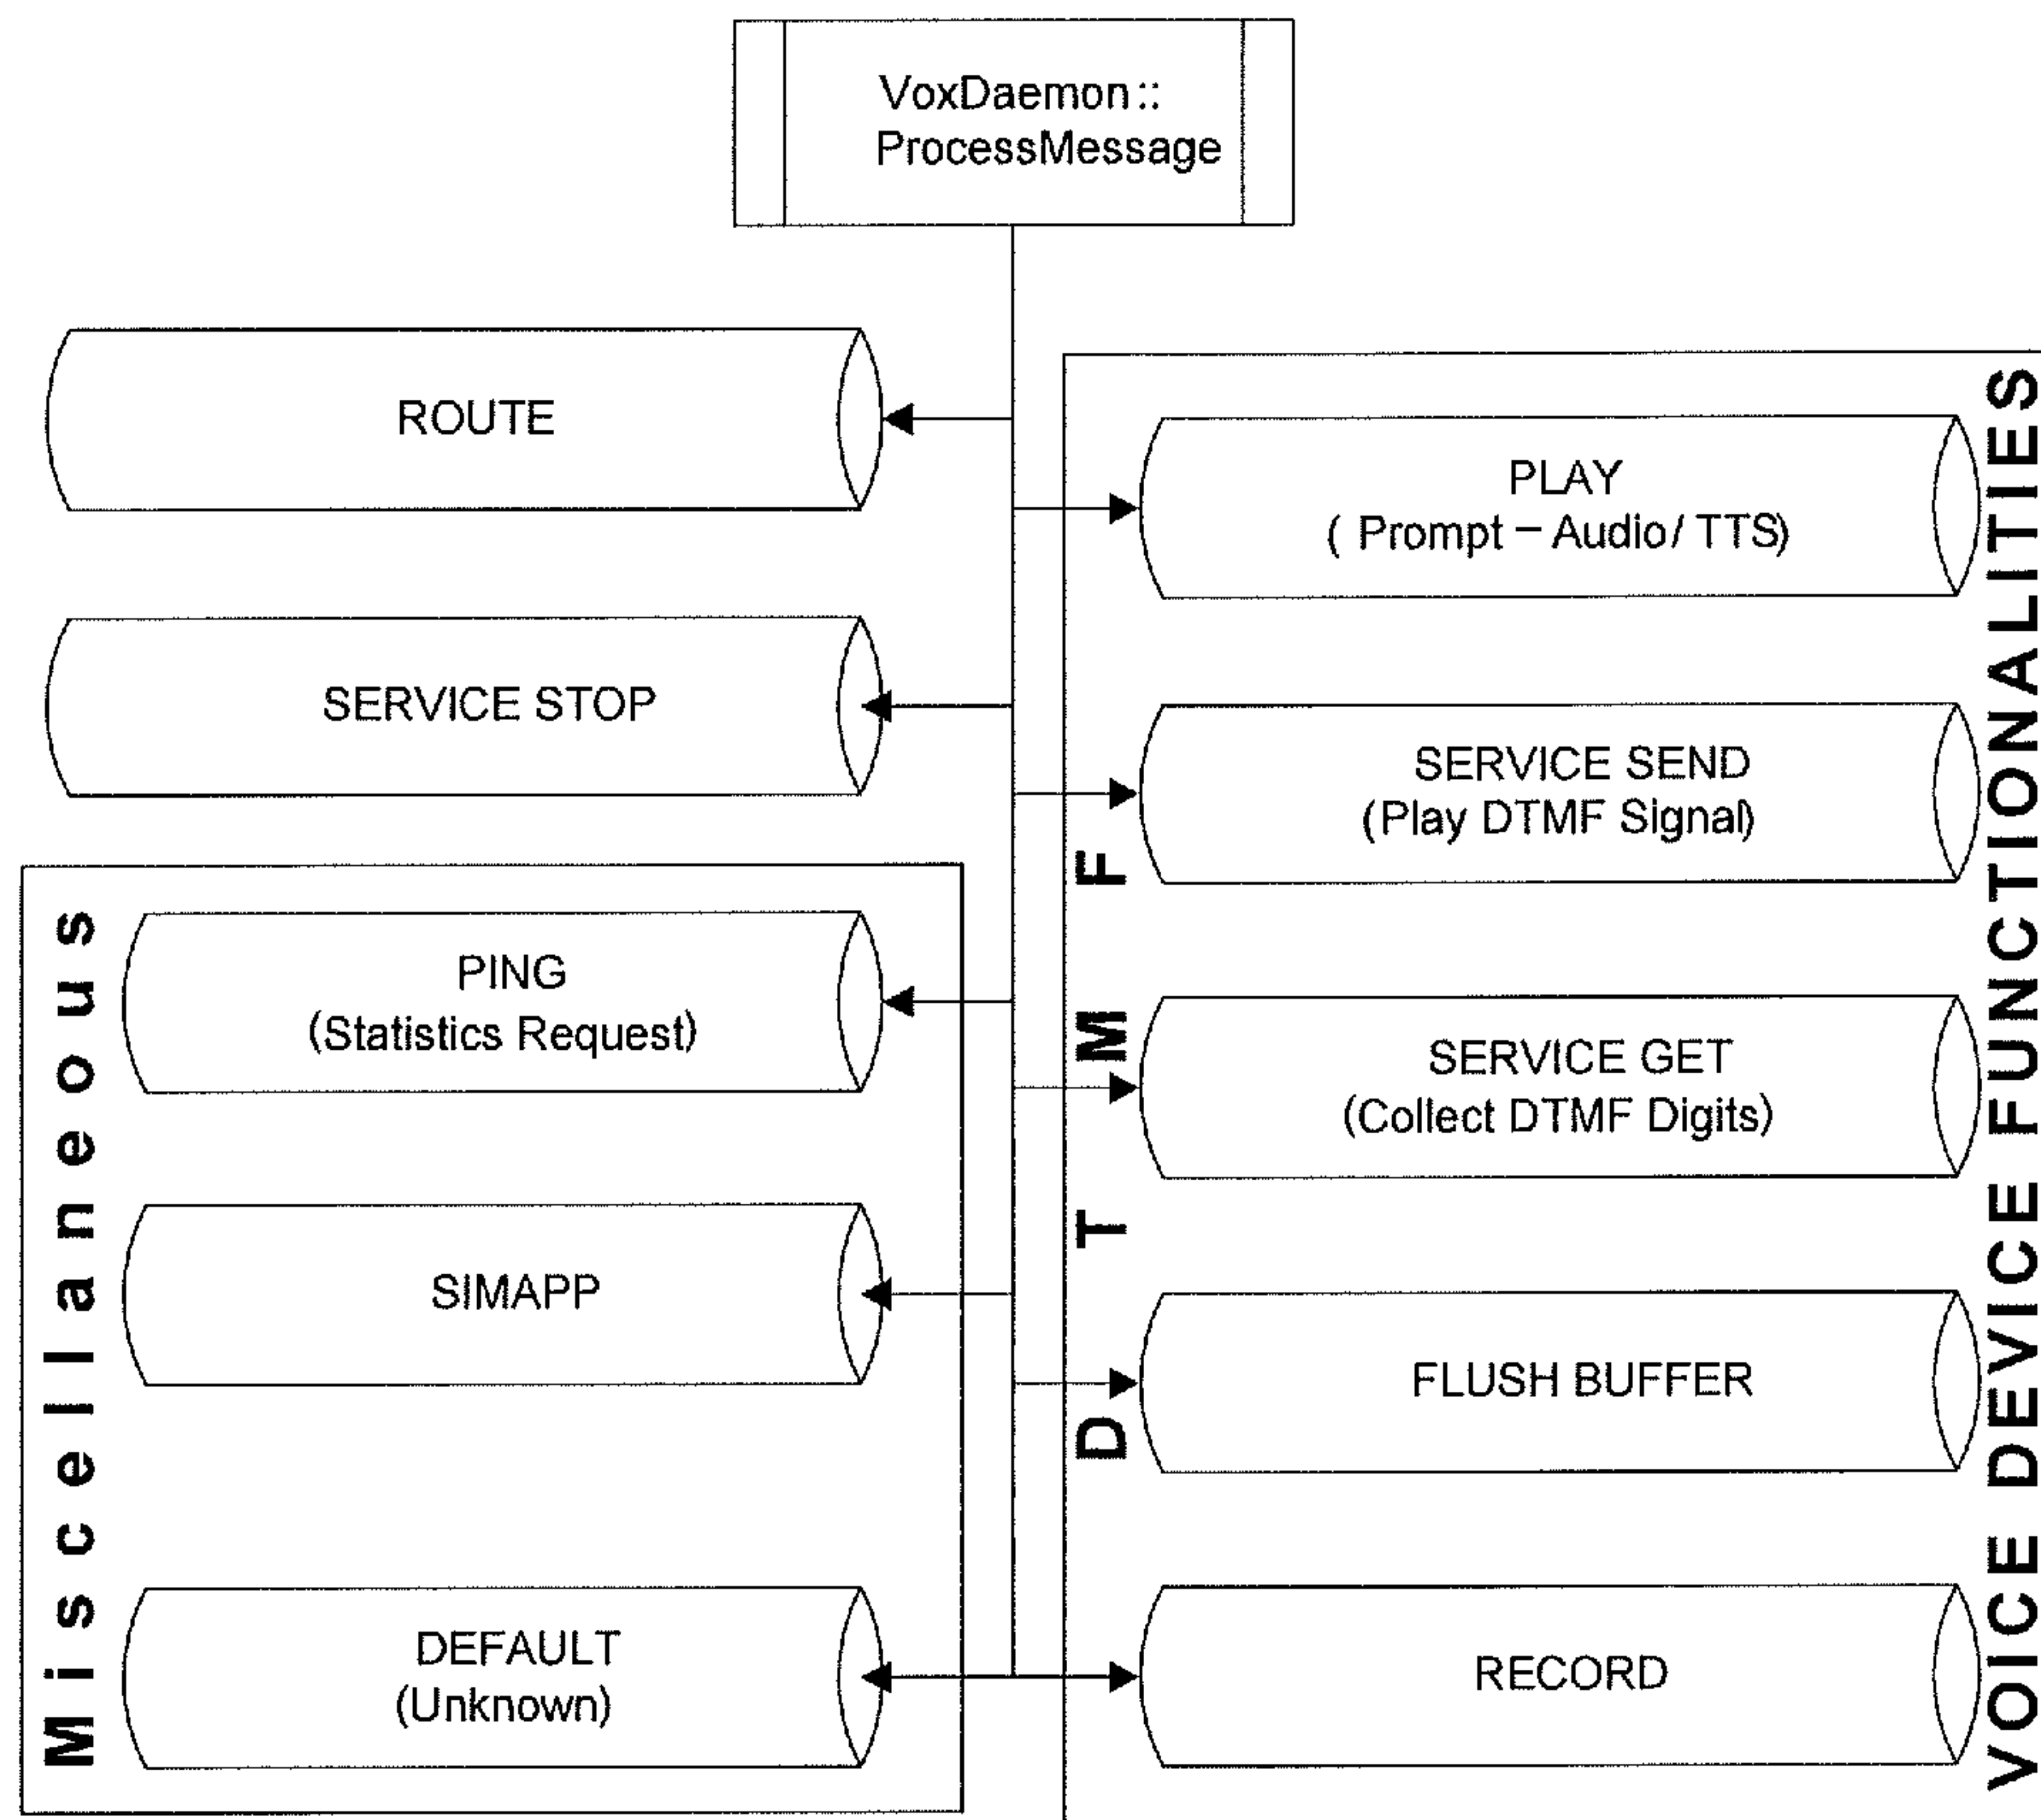 VoxDaemon::
ProcessMessage
ROUTE
PLAY
( Prompt – Audio/ TTS)
SERVICE STOP
SERVICE SEND
(Play DTMF Signal)
PING
(Statistics Request)
SERVICE GET
(Collect DTMF Digits)
SIMAPP
FLUSH BUFFER
DEFAULT
(Unknown)
RECORD
Miscellaneous
DTMF
VOICE DEVICE FUNCTIONALITIES